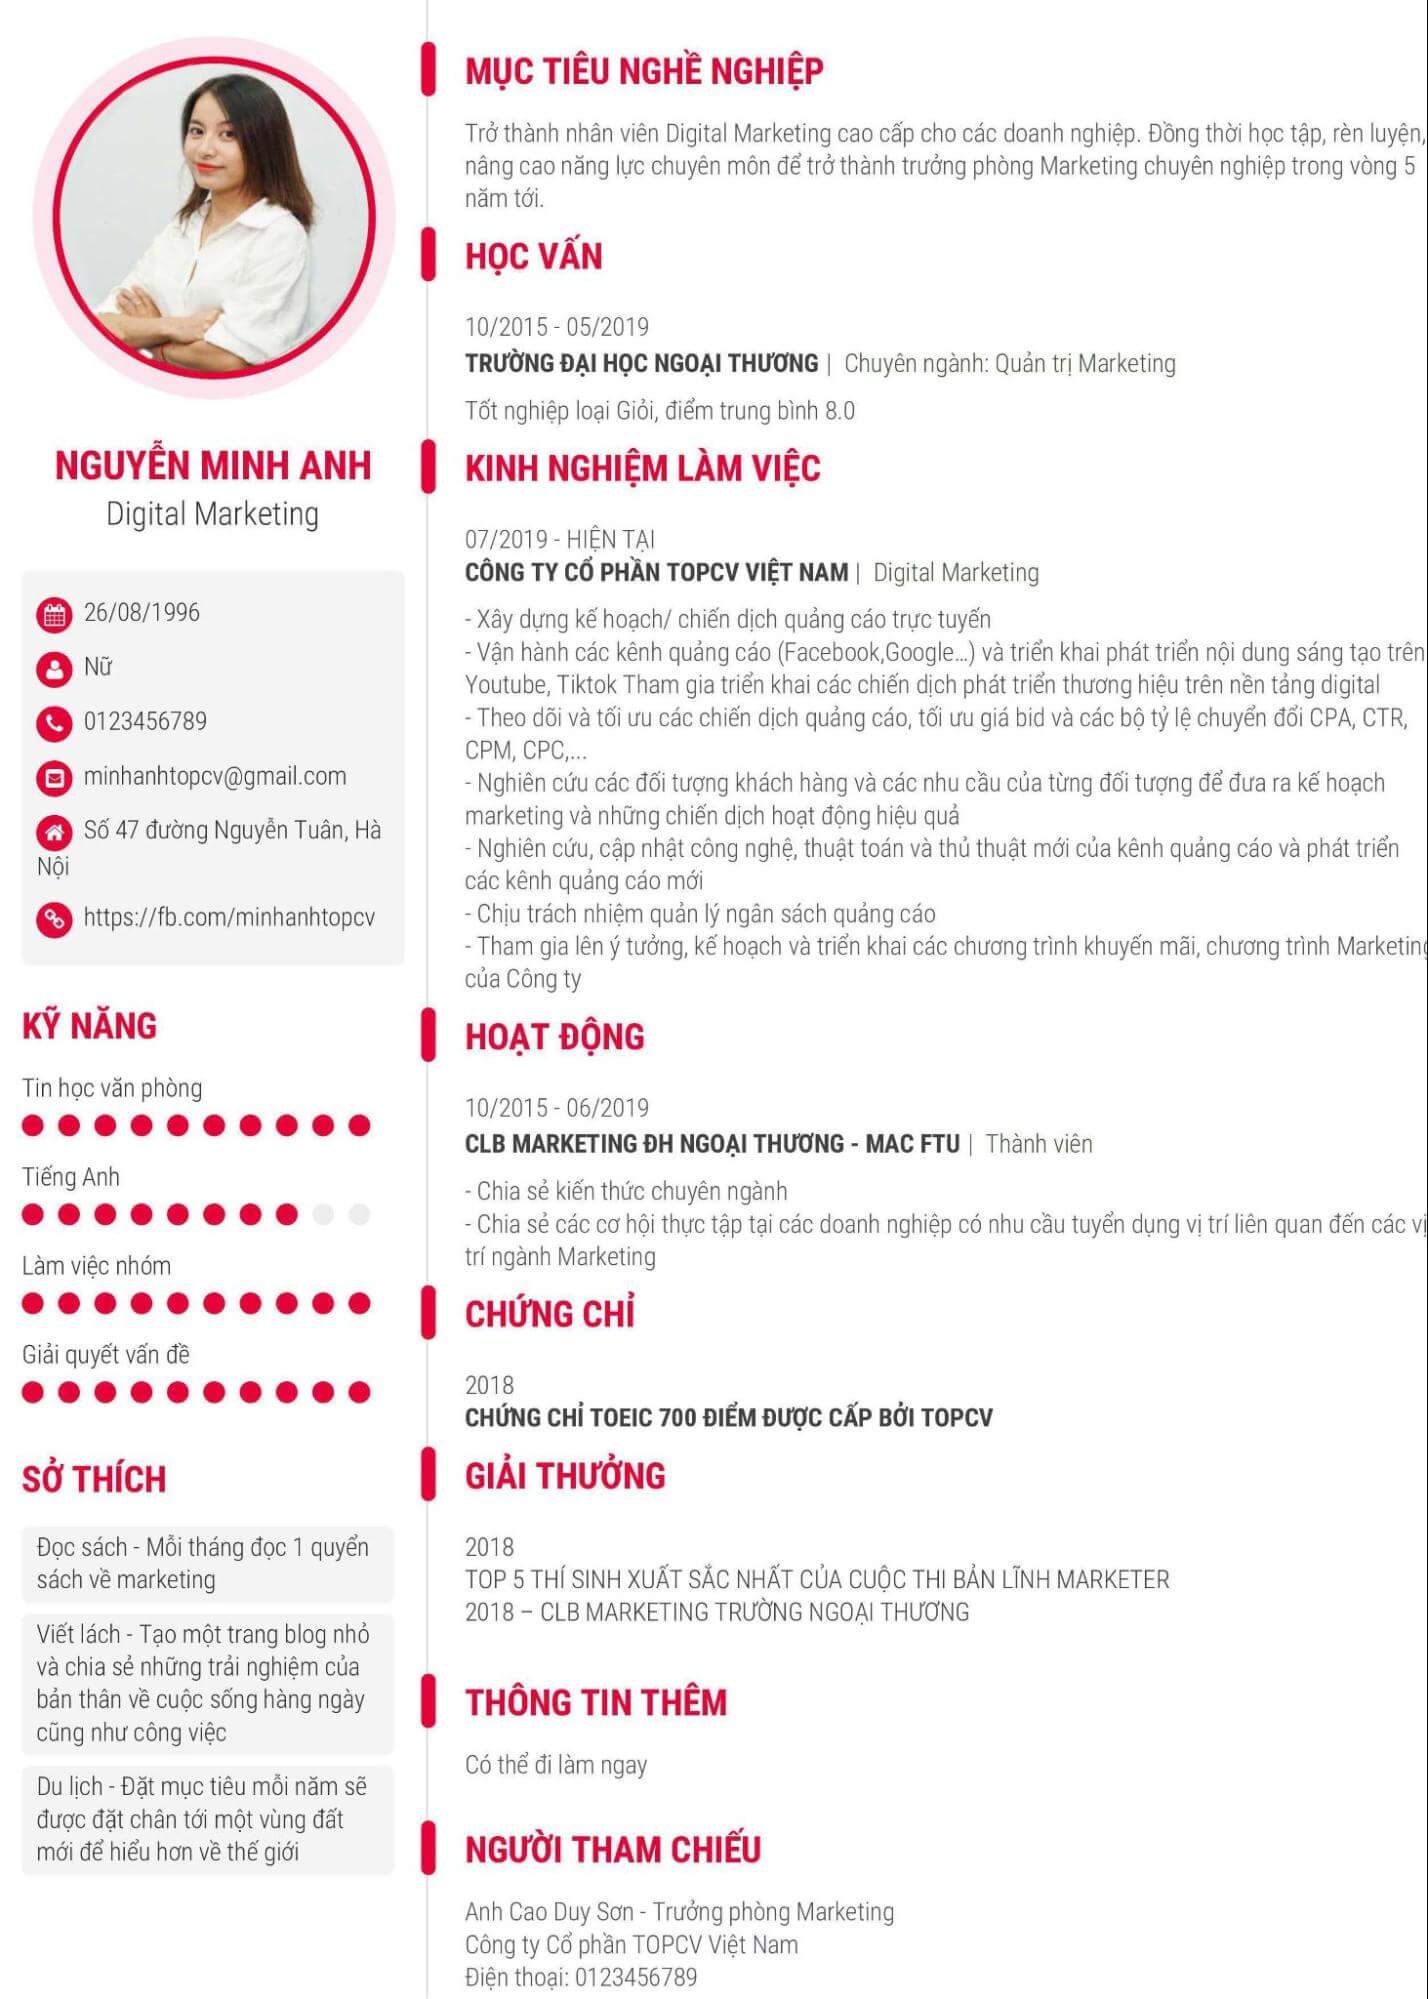 NGUYỄN MINH ANH
Digital Marketing
26/08/1996
Nữ
0123456789
minhanhtopcv@gmail.com
Số 47 đường Nguyễn Tuân, Hà
Nội
https://fb.com/minhanhtopcv
KỸ NĂNG
Tin học văn phòng
Tiếng Anh
Làm việc nhóm
Giải quyết vấn đề
SỞ THÍCH
Đọc sách - Mỗi tháng đọc 1 quyển
sách về marketing
Viết lách - Tạo một trang blog nhỏ
và chia sẻ những trải nghiệm của
bản thân về cuộc sống hàng ngày
cũng như công việc
Du lịch - Đặt mục tiêu mỗi năm sẽ
được đặt chân tới một vùng đất
mới để hiểu hơn về thế giới
MỤC TIÊU NGHỀ NGHIỆP
Trở thành nhân viên Digital Marketing cao cấp cho các doanh nghiệp. Đồng thời học tập, rèn luyện,
nâng cao năng lực chuyên môn để trở thành trưởng phòng Marketing chuyên nghiệp trong vòng 5
năm tới.
HỌC VẤN
10/2015 - 05/2019
TRƯỜNG ĐẠI HỌC NGOẠI THƯƠNG | Chuyên ngành: Quản trị Marketing
Tốt nghiệp loại Giỏi, điểm trung bình 8.0
KINH NGHIỆM LÀM VIỆC
07/2019 - HIỆN TẠI
CÔNG TY CỔ PHẦN TOPCV VIỆT NAM | Digital Marketing
- Xây dựng kế hoạch/ chiến dịch quảng cáo trực tuyến
- Vận hành các kênh quảng cáo (Facebook,Google…) và triển khai phát triển nội dung sáng tạo trên
Youtube, Tiktok Tham gia triển khai các chiến dịch phát triển thương hiệu trên nền tảng digital
- Theo dõi và tối ưu các chiến dịch quảng cáo, tối ưu giá bid và các bộ tỷ lệ chuyển đổi CPA, CTR,
CPM, CPC,...
- Nghiên cứu các đối tượng khách hàng và các nhu cầu của từng đối tượng để đưa ra kế hoạch
marketing và những chiến dịch hoạt động hiệu quả
- Nghiên cứu, cập nhật công nghệ, thuật toán và thủ thuật mới của kênh quảng cáo và phát triển
các kênh quảng cáo mới
- Chịu trách nhiệm quản lý ngân sách quảng cáo
- Tham gia lên ý tưởng, kế hoạch và triển khai các chương trình khuyến mãi, chương trình Marketing
của Công ty
HOẠT ĐỘNG
10/2015 - 06/2019
CLB MARKETING ĐH NGOẠI THƯƠNG - MAC FTU | Thành viên
- Chia sẻ kiến thức chuyên ngành
- Chia sẻ các cơ hội thực tập tại các doanh nghiệp có nhu cầu tuyển dụng vị trí liên quan đến các vị
trí ngành Marketing
CHỨNG CHỈ
2018
CHỨNG CHỈ TOEIC 700 ĐIỂM ĐƯỢC CẤP BỞI TOPCV
GIẢI THƯỞNG
2018
TOP 5 THÍ SINH XUẤT SẮC NHẤT CỦA CUỘC THI BẢN LĨNH MARKETER
2018 – CLB MARKETING TRƯỜNG NGOẠI THƯƠNG
THÔNG TIN THÊM
Có thể đi làm ngay
NGƯỜI THAM CHIẾU
Anh Cao Duy Sơn - Trưởng phòng Marketing
Công ty Cổ phần TOPCV Việt Nam
Điện thoại: 0123456789